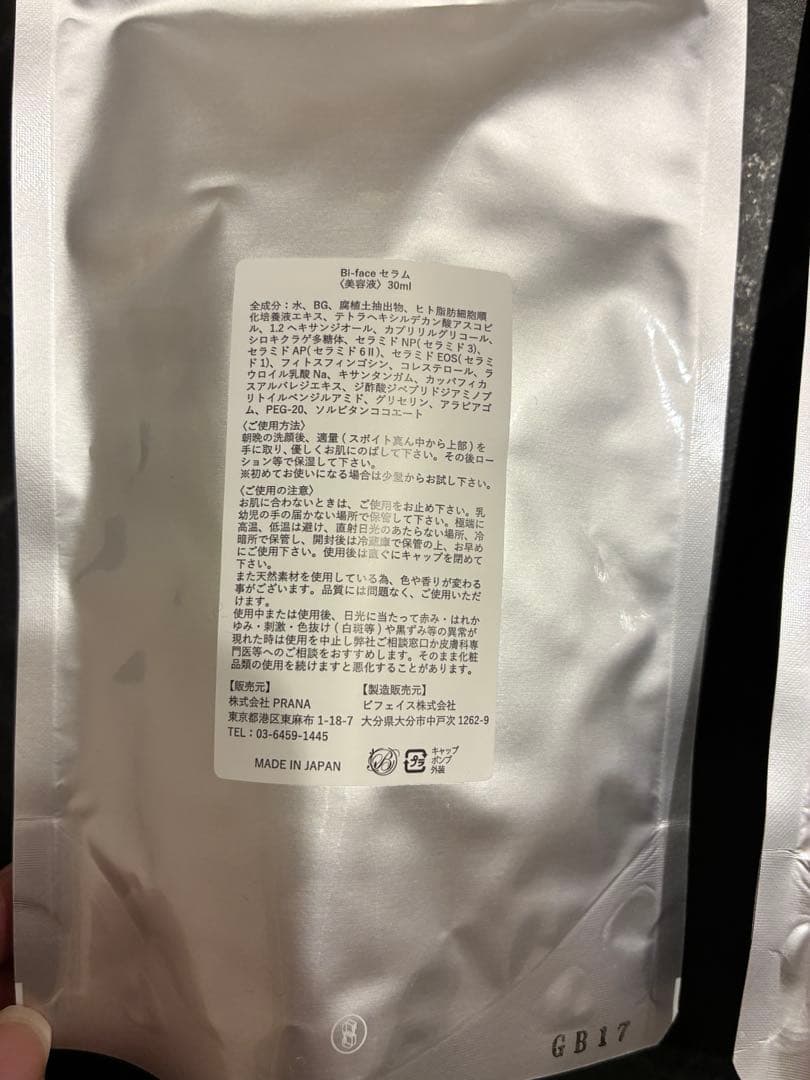 Bi-face セラム
〈美容液〉30ml
全成分：水、BG、腐植土抽出物、ヒト脂肪細胞順
化培養液エキス、テトラヘキシルデカン酸アスコビ
ル、1.2ヘキサンジオール、カプリリルグリコール、
シロキクラゲ多糖体、セラミドNP(セラミド3)、
セラミドAP(セラミド6Ⅱ)、セラミドEOS(セラミ
ド1)、フィトスフィンゴシン、コレステロール、ラ
ウロイル乳酸Na、キサンタンガム、カッパフィカ
スアルバレジエキス、ジ酢酸ジペプチドジアミノブ
リトイルベンジルアミド、グリセリン、アラビアゴ
ム、PEG-20、ソルビタンココエート
〈ご使用方法〉
朝晩の洗顔後、適量(スポイト真ん中から上部)を
手に取り、優しくお肌にのばして下さい。その後ロー
ション等で保湿して下さい。
※初めてお使いになる場合は少量からお試し下さい。
〈ご使用の注意〉
お肌に合わないときは、ご使用をお止め下さい。乳
幼児の手の届かない場所で保管して下さい。極端に
高温、低温は避け、直射日光のあたらない場所、冷
暗所で保管し、開封後は冷蔵庫で保管の上、お早め
にご使用下さい。使用後は直ぐにキャップを閉めて
下さい。
また天然素材を使用している為、色や香りが変わる
事がございます。品質には問題なく、ご使用いただ
けます。
使用中または使用後、日光に当たって赤み・はれか
ゆみ・刺激・色抜け(白斑等)や黒ずみ等の異常が
現れた時は使用を中止し弊社ご相談窓口か皮膚科専
門医等へのご相談をおすすめします。そのまま化粧
品類の使用を続けますと悪化することがあります。
【販売元】
株式会社PRANA
東京都港区東麻布1-18-7
TEL：03-6459-1445
【製造販売元】
ビフェイス株式会社
大分県大分市中戸次1262-9
MADE IN JAPAN
B
プラ
キャップ
ポンプ
外装
GB17